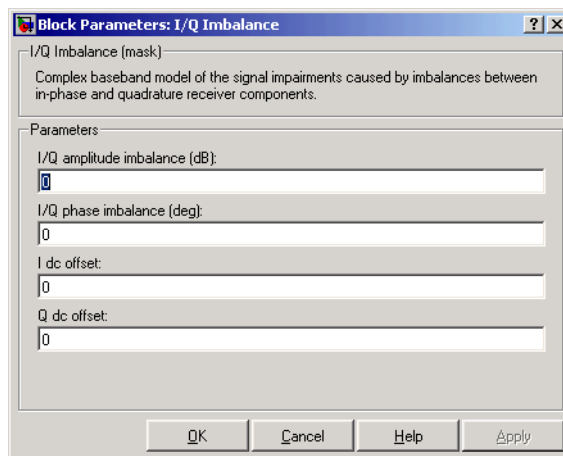 Block Parameters: I/Q Imbalance
I/Q Imbalance (mask)
Complex baseband model of the signal impairments caused by imbalances between
in-phase and quadrature receiver components.
Parameters
I/Q amplitude imbalance (dB):
0
I/Q phase imbalance (deg):
0
I dc offset:
0
Q dc offset:
0
OK Cancel Help Apply